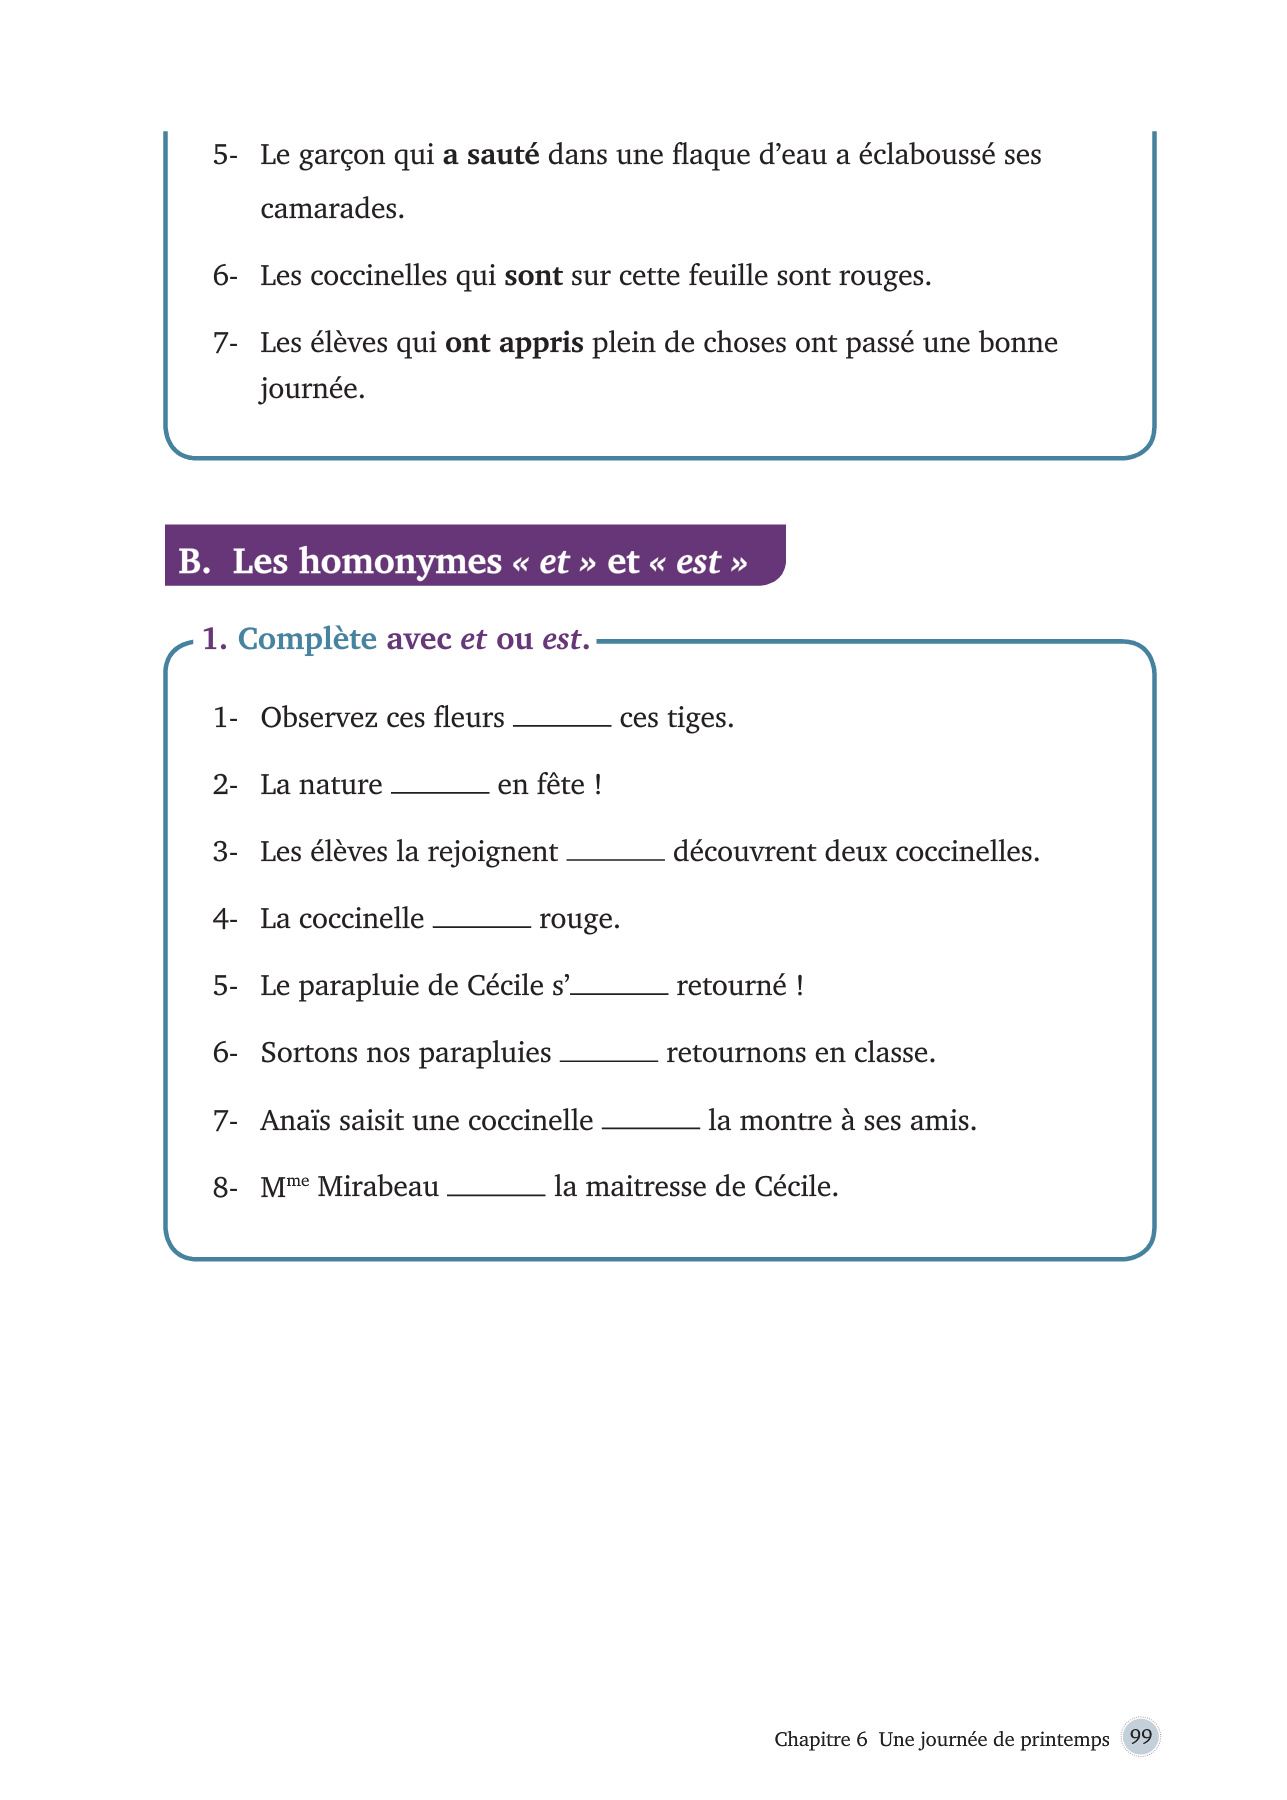 5- Le garçon qui a sauté dans une flaque d’eau a éclaboussé ses
camarades.
6- Les coccinelles qui sont sur cette feuille sont rouges.
7- Les élèves qui ont appris plein de choses ont passé une bonne
journée.
B. Les homonymes « et » et « est »
1. Complète avec et ou est.
1- Observez ces fleurs ______ ces tiges.
2- La nature ______ en fête !
3- Les élèves la rejoignent ______ découvrent deux coccinelles.
4- La coccinelle ______ rouge.
5- Le parapluie de Cécile s’______ retourné !
6- Sortons nos parapluies ______ retournons en classe.
7- Anaïs saisit une coccinelle ______ la montre à ses amis.
8- Mme Mirabeau ______ la maitresse de Cécile.
Chapitre 6 Une journée de printemps 99